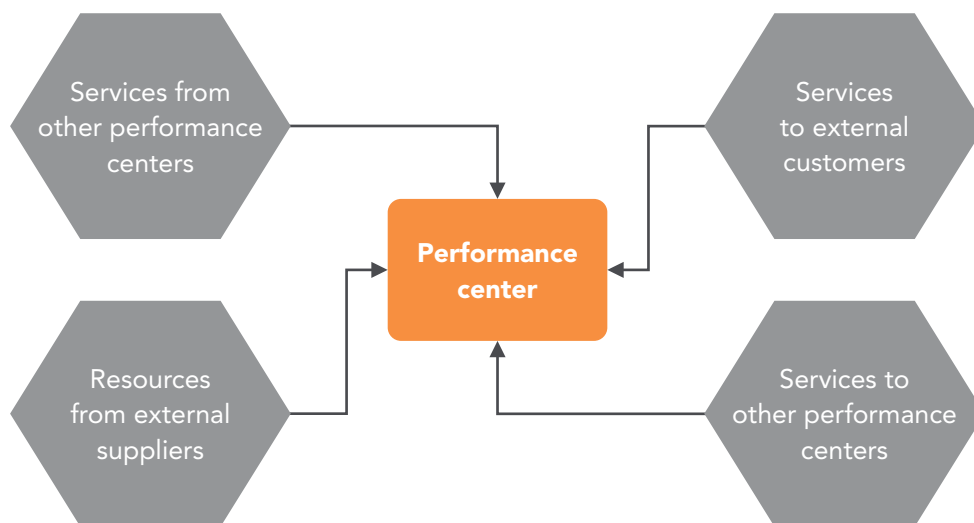 Services from
other performance
centers
Services
to external
customers
Performance
center
Resources
from external
suppliers
Services to
other performance
centers